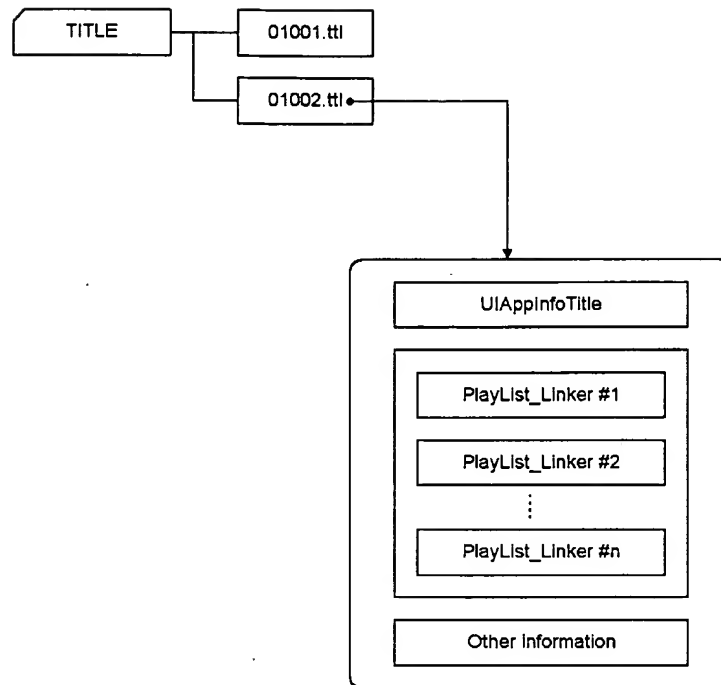 TITLE
01001.ttl
01002.ttl
UIAppInfoTitle
PlayList_Linker #1
PlayList_Linker #2
PlayList_Linker #n
Other information